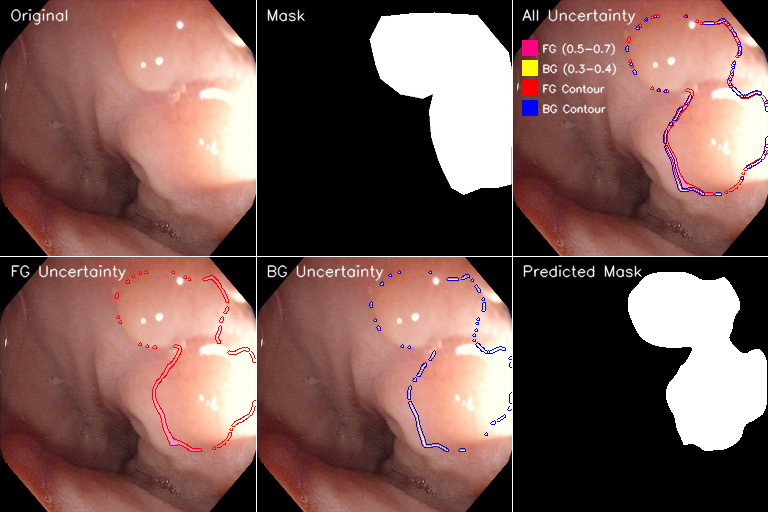 Original
Mask
All Uncertainty
FG (0.5-0.7)
BG (0.3-0.4)
FG Contour
BG Contour
FG Uncertainty
BG Uncertainty
Predicted Mask